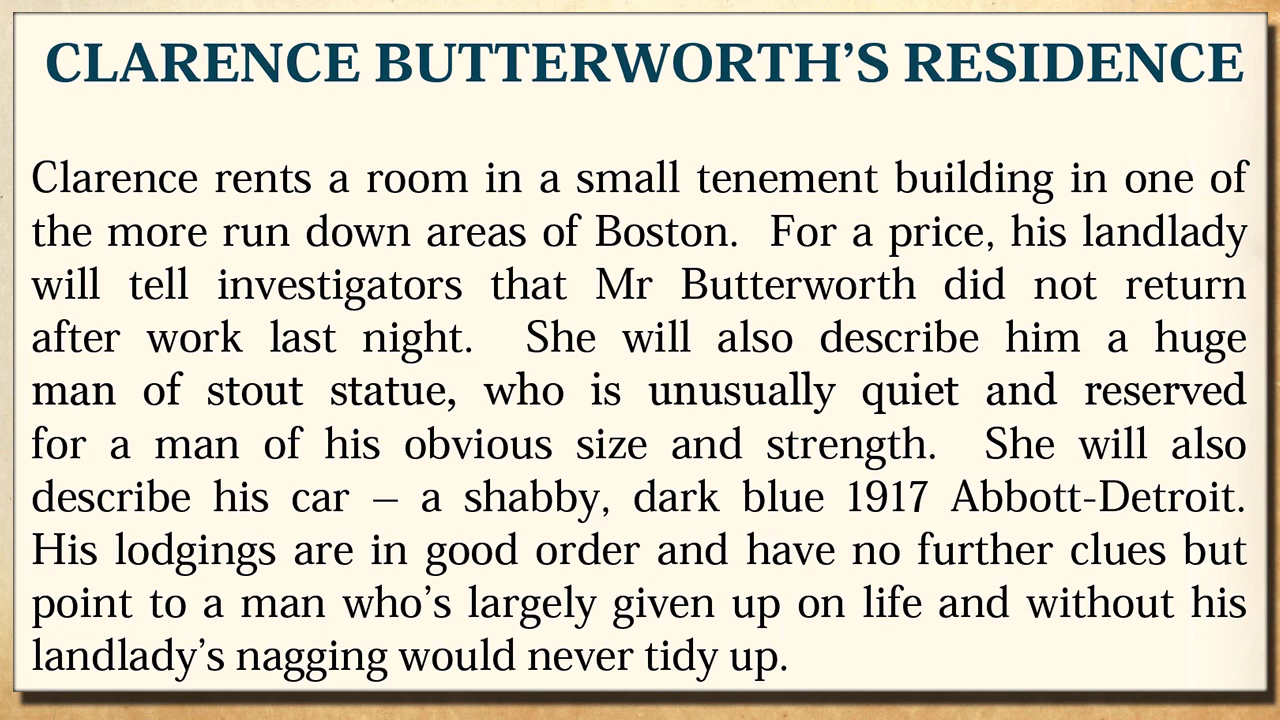 CLARENCE BUTTERWORTH’S RESIDENCE
Clarence rents a room in a small tenement building in one of
the more run down areas of Boston.  For a price, his landlady
will tell investigators that Mr Butterworth did not return
after work last night.  She will also describe him a huge
man of stout statue, who is unusually quiet and reserved
for a man of his obvious size and strength.  She will also
describe his car – a shabby, dark blue 1917 Abbott-Detroit.
His lodgings are in good order and have no further clues but
point to a man who’s largely given up on life and without his
landlady’s nagging would never tidy up.